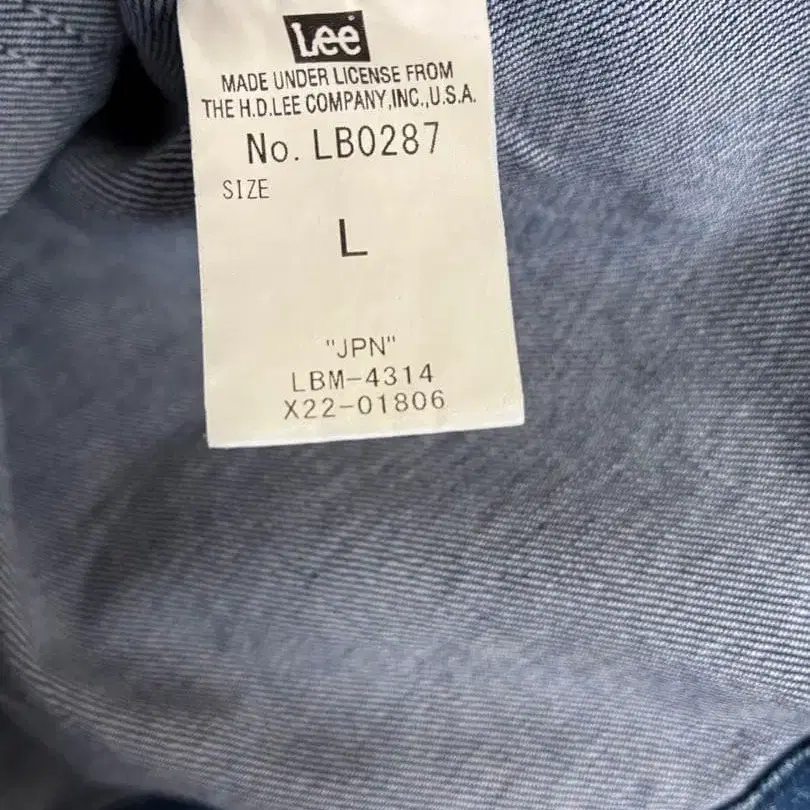 Lee
MADE UNDER LICENSE FROM
THE H.D.LEE COMPANY,INC.,U.S.A.
No. LB0287
SIZE
L
"JPN"
LBM-4314
X22-01806